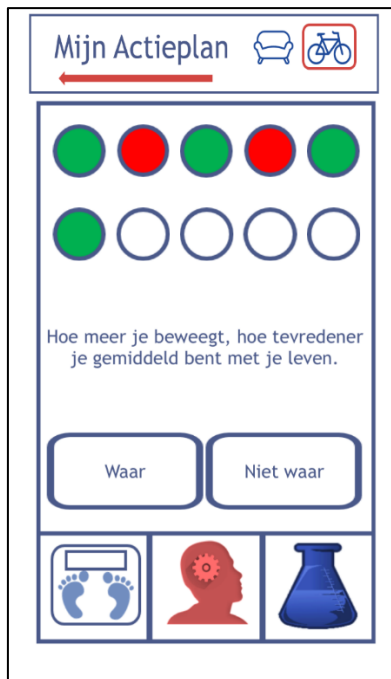 Mijn Actieplan
Hoe meer je beweegt, hoe tevredener
je gemiddeld bent met je leven.
Waar
Niet waar